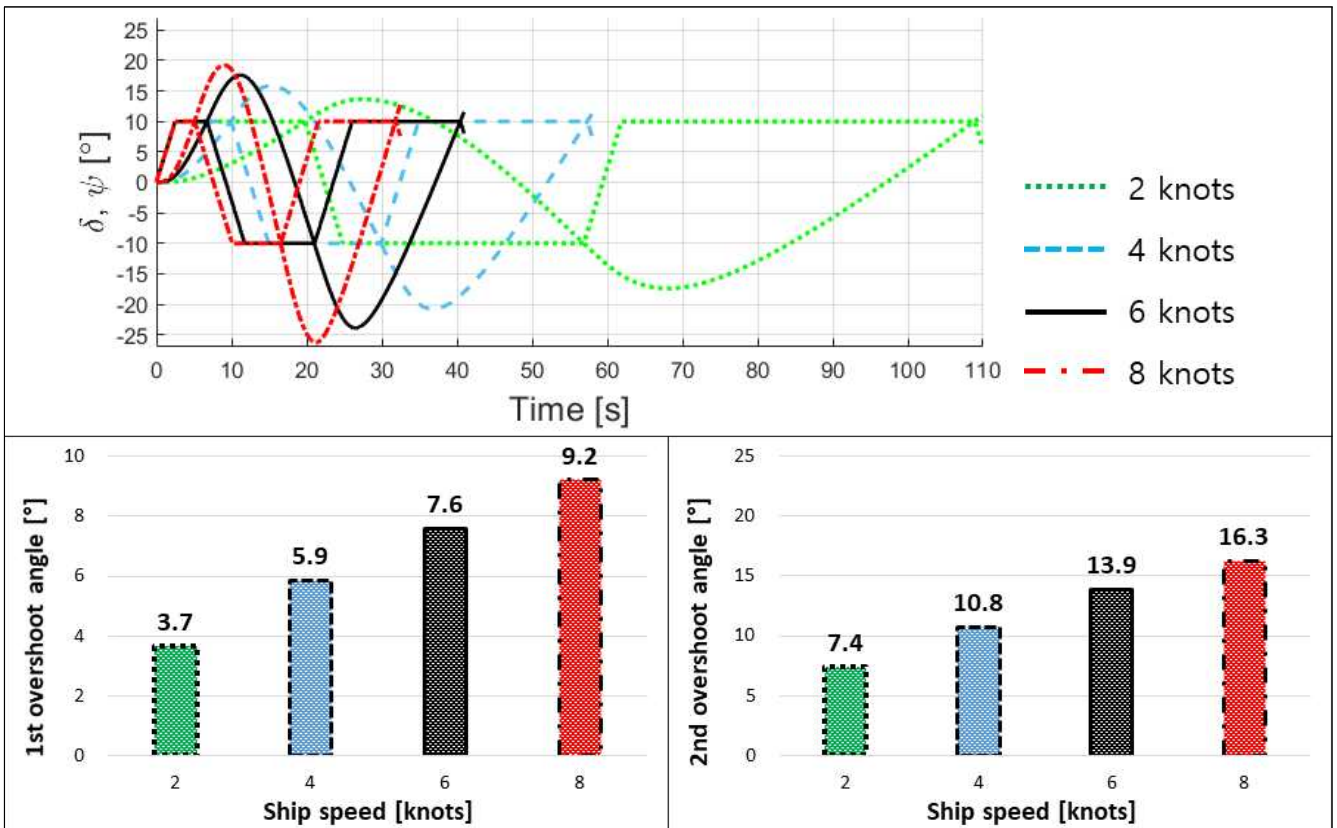 25
20
15
10
5
0
-5
-10
-15
-20
-25
δ, ψ [°]
0 10 20 30 40 50 60 70 80 90 100 110
Time [s]
2 knots
4 knots
6 knots
8 knots
10
8
6
4
2
0
1st overshoot angle [°]
3.7
5.9
7.6
9.2
2 4 6 8
Ship speed [knots]
25
20
15
10
5
0
2nd overshoot angle [°]
7.4
10.8
13.9
16.3
2 4 6 8
Ship speed [knots]